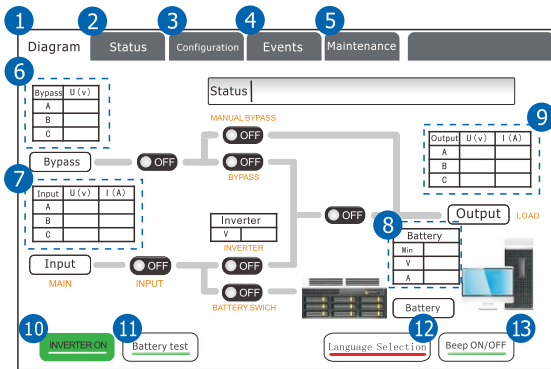 1 2 3 4 5
Diagram Status Configuration Events Maintenance
6
Bypass U(v)
A
B
C
Status
MANUAL BYPASS
OFF
9
Output U(v) I(A)
A
B
C
Bypass OFF OFF
BYPASS
7
Input U(v) I(A)
A
B
C
Inverter
V
INVERTER
OFF
Output LOAD
8
Battery
Min
V
A
Input OFF OFF
MAIN INPUT
OFF
BATTERY SWICH
Battery
10 11 12 13
INVERTER ON Battery test Language Selection Beep ON/OFF